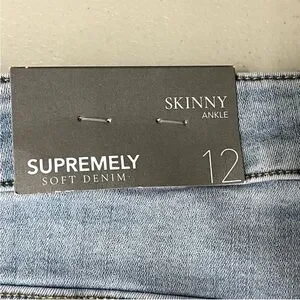 SKINNY
ANKLE
SUPREMELY
SOFT DENIM
12